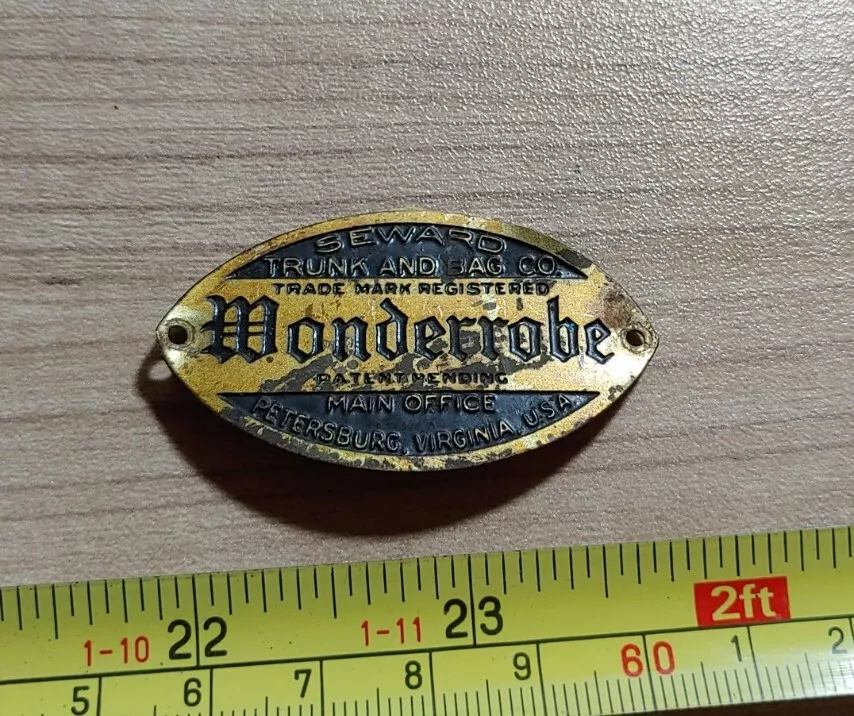 SEWARD
TRUNK AND BAG CO.
TRADE MARK REGISTERED
Wonderrobe
PATENT PENDING
MAIN OFFICE
PETERSBURG, VIRGINIA, U.S.A.
1-10 22 1-11 23 2ft
5 6 7 8 9 60 1 2